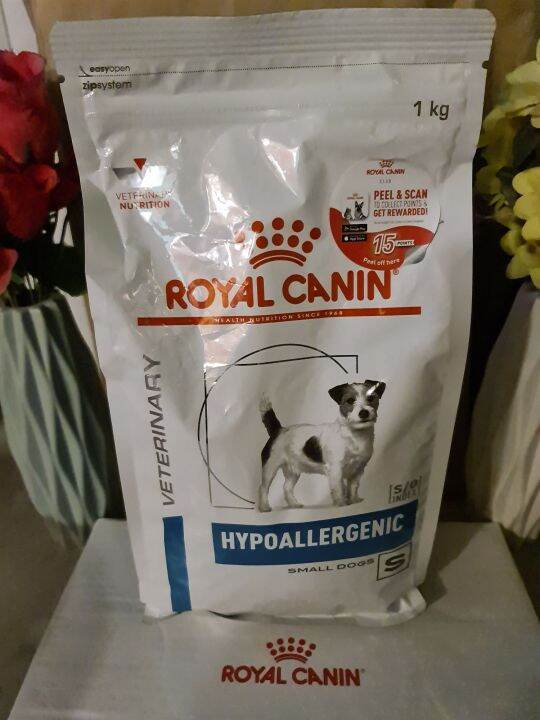 easyopen
zipsystem
1 kg
VETERINARY
NUTRITION
ROYAL CANIN
CLUB
PEEL & SCAN
TO COLLECT POINTS &
GET REWARDED!
15 POINTS
Peel off here
ROYAL CANIN
HEALTH NUTRITION SINCE 1968
VETERINARY
S/O
INDEX
HYPOALLERGENIC
SMALL DOGS S
ROYAL CANIN